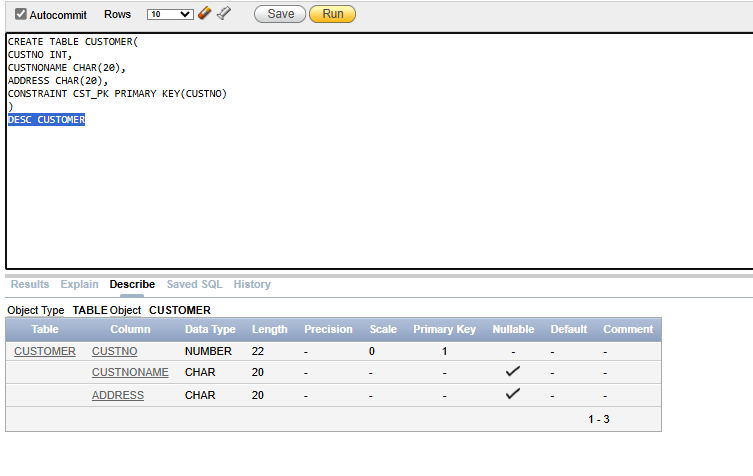 Autocommit Rows 10 Save Run
CREATE TABLE CUSTOMER(
CUSTNO INT,
CUSTNONAME CHAR(20),
ADDRESS CHAR(20),
CONSTRAINT CST_PK PRIMARY KEY(CUSTNO)
)
DESC CUSTOMER
Results Explain Describe Saved SQL History
Object Type TABLE Object CUSTOMER
Table Column Data Type Length Precision Scale Primary Key Nullable Default Comment
CUSTOMER CUSTNO NUMBER 22 - 0 1 - - -
CUSTNONAME CHAR 20 - - - ✓ - -
ADDRESS CHAR 20 - - - ✓ - -
1 - 3